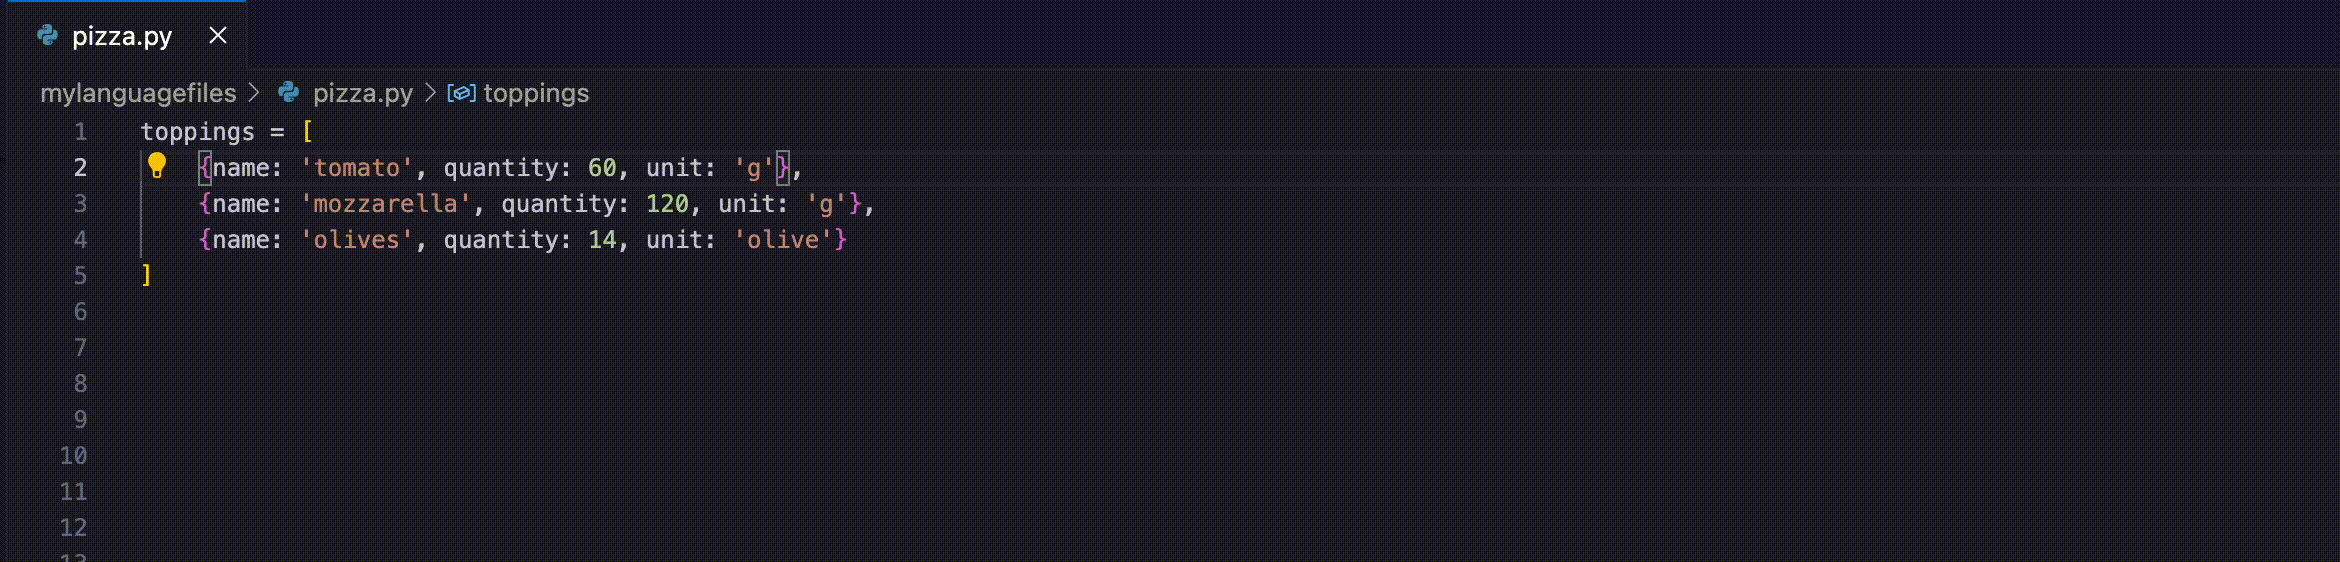 pizza.py
mylanguagefiles > pizza.py > toppings
1 toppings = [
2 {name: 'tomato', quantity: 60, unit: 'g'},
3 {name: 'mozzarella', quantity: 120, unit: 'g'},
4 {name: 'olives', quantity: 14, unit: 'olive'}
5 ]
6
7
8
9
10
11
12
13